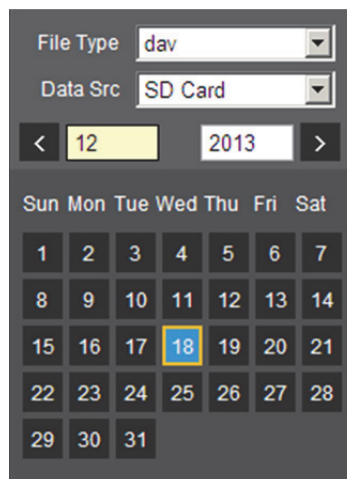 File Type dav
Data Src SD Card
< 12 2013 >
Sun Mon Tue Wed Thu Fri Sat
1 2 3 4 5 6 7
8 9 10 11 12 13 14
15 16 17 18 19 20 21
22 23 24 25 26 27 28
29 30 31